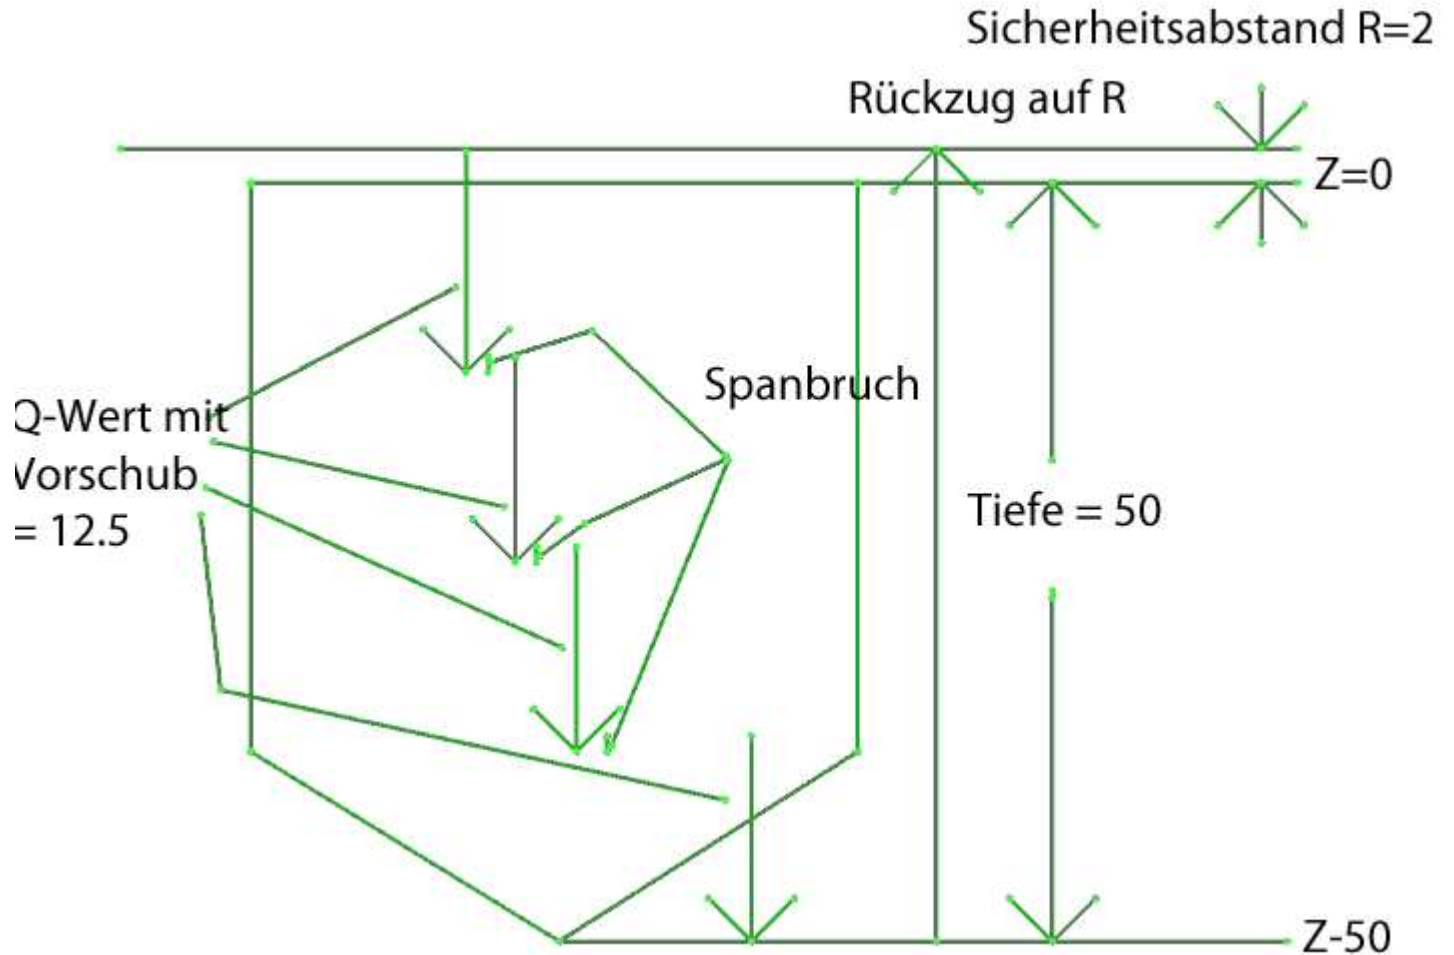 Sicherheitsabstand R=2
Rückzug auf R
Z=0
Spanbruch
Q-Wert mit
Vorschub
= 12.5
Tiefe = 50
Z-50